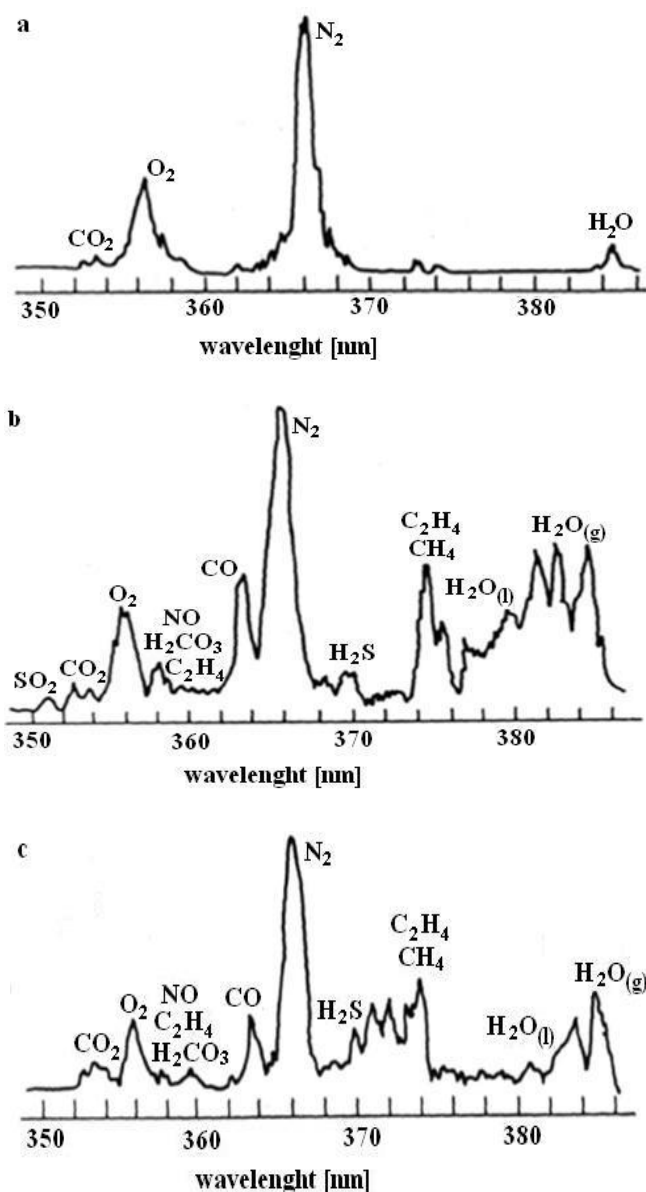 a
N₂
O₂
CO₂
H₂O
350 360 370 380
wavelenght [nm]
b
N₂
C₂H₄
CH₄
H₂O(g)
CO
H₂O(l)
O₂
NO
H₂CO₃
C₂H₄
H₂S
SO₂
CO₂
350 360 370 380
wavelenght [nm]
c
N₂
C₂H₄
CH₄
NO
O₂
C₂H₄
H₂CO₃
CO
H₂S
H₂O(g)
CO₂
H₂O(l)
350 360 370 380
wavelenght [nm]